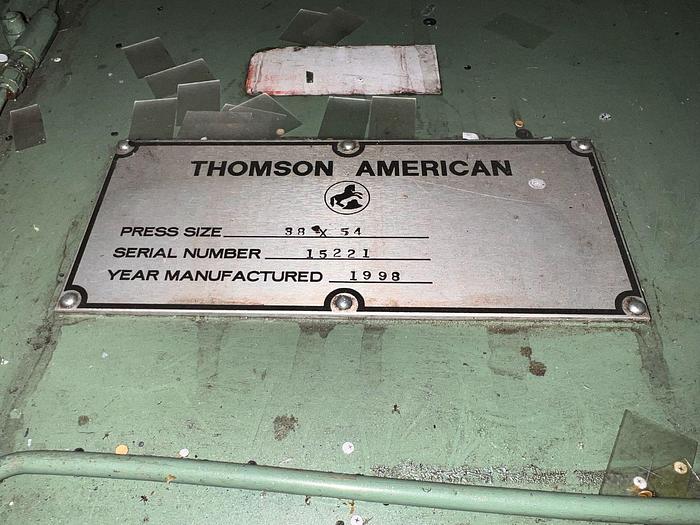 THOMSON AMERICAN
PRESS SIZE 38 X 54
SERIAL NUMBER 15221
YEAR MANUFACTURED 1998